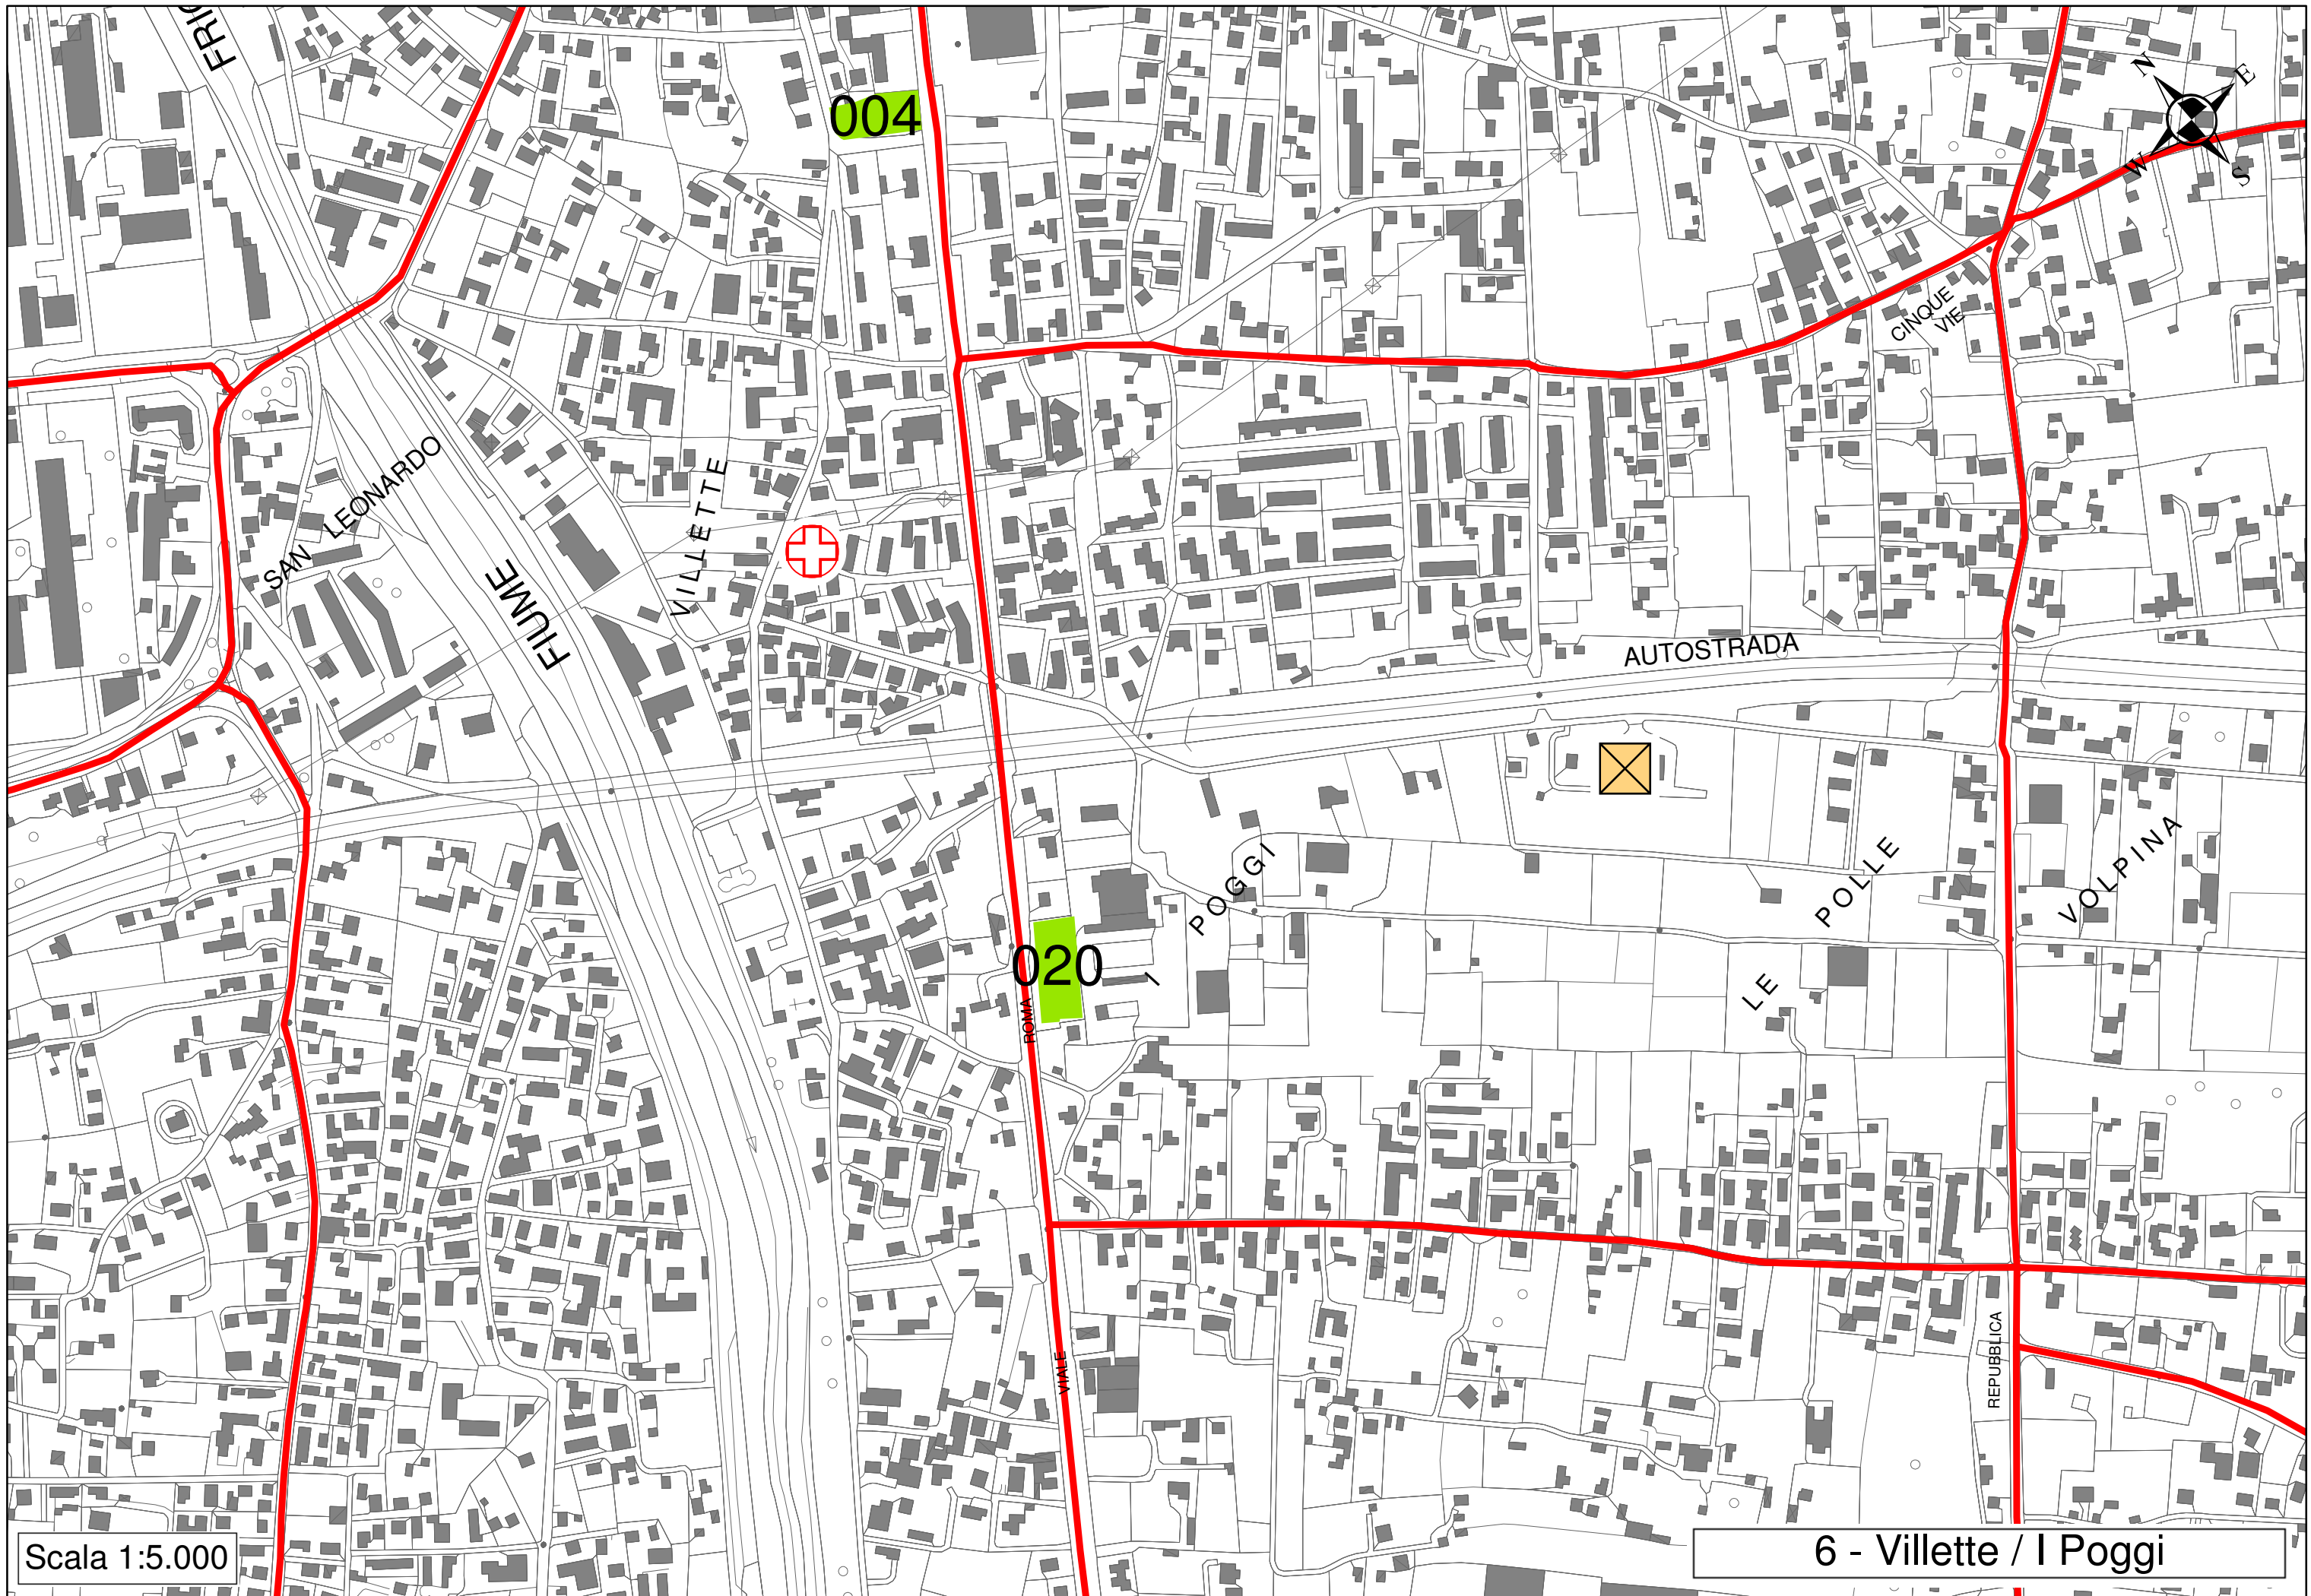 FRIG
004
N
E
W
S
CINQUE
VIE
SAN LEONARDO
VILLETTE
FIUME
AUTOSTRADA
I POGGI
LE POLLE
VOLPINA
020
ROMA
VIALE
REPUBBLICA
Scala 1:5.000
6 - Villette / I Poggi